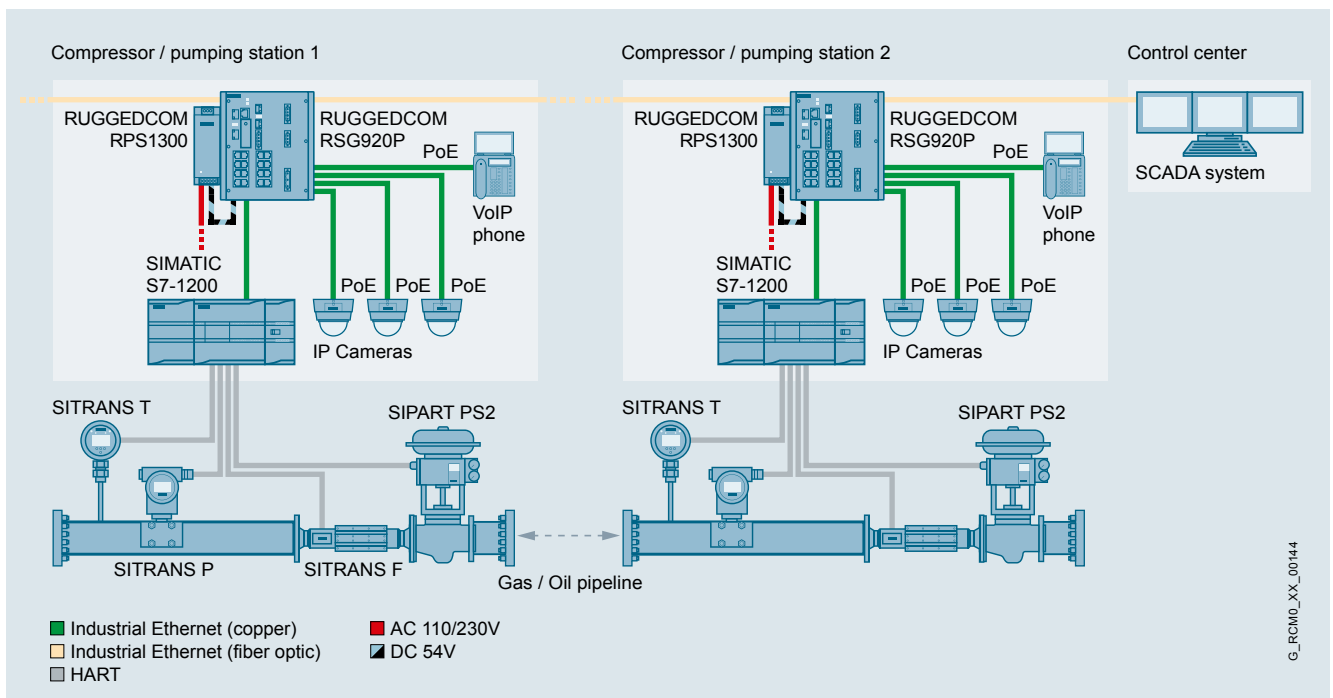 Compressor / pumping station 1
Compressor / pumping station 2
Control center
RUGGEDCOM
RPS1300
RUGGEDCOM
RSG920P
PoE
VoIP
phone
SIMATIC
S7-1200
PoE
PoE
PoE
IP Cameras
RUGGEDCOM
RPS1300
RUGGEDCOM
RSG920P
PoE
VoIP
phone
SIMATIC
S7-1200
PoE
PoE
PoE
IP Cameras
SCADA system
SITRANS T
SIPART PS2
SITRANS P
SITRANS F
SITRANS T
SIPART PS2
Gas / Oil pipeline
Industrial Ethernet (copper)
Industrial Ethernet (fiber optic)
HART
AC 110/230V
DC 54V
G_RCM0_XX_00144